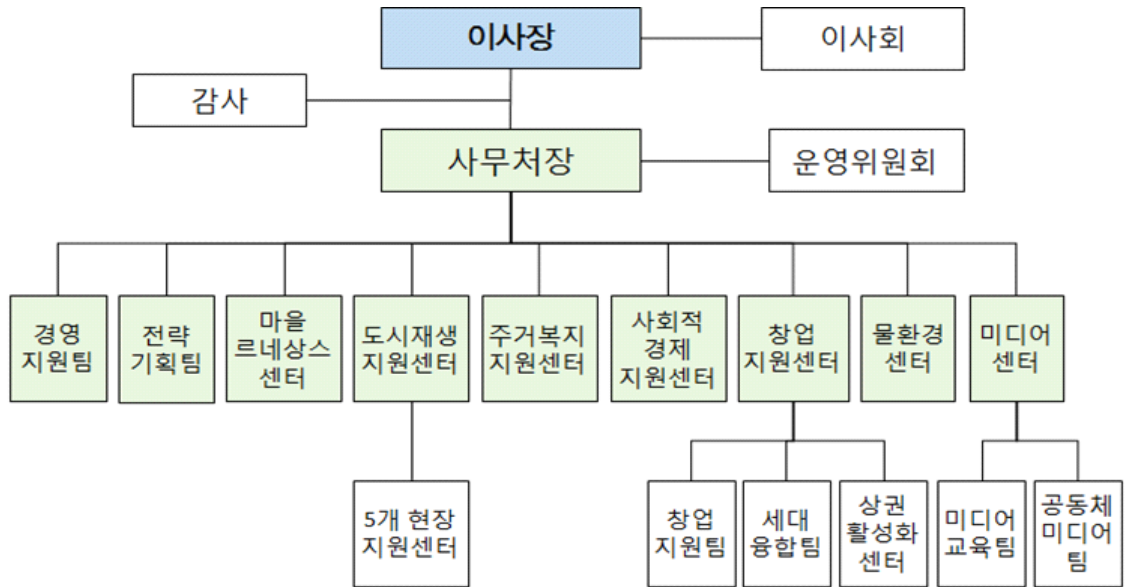 이사장
이사회
감사
사무처장
운영위원회
경영
지원팀
전략
기획팀
마을
르네상스
센터
도시재생
지원센터
주거복지
지원센터
사회적
경제
지원센터
창업
지원센터
물환경
센터
미디어
센터
5개 현장
지원센터
창업
지원팀
세대
융합팀
상권
활성화
센터
미디어
교육팀
공동체
미디어
팀